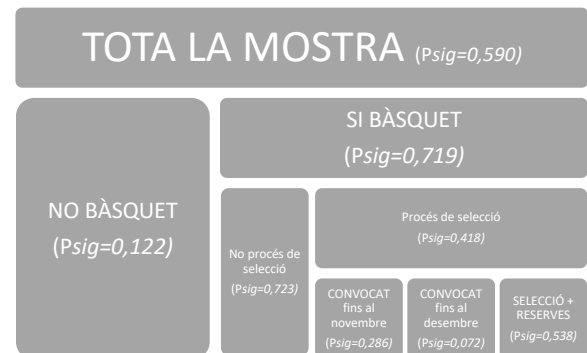 TOTA LA MOSTRA (Psig=0,590)
SI BÀSQUET
(Psig=0,719)
NO BÀSQUET
(Psig=0,122)
No procés de
selecció
(Psig=0,723)
Procés de selecció
(Psig=0,418)
CONVOCAT
fins al
novembre
(Psig=0,286)
CONVOCAT
fins al
desembre
(Psig=0,072)
SELECCIÓ +
RESERVES
(Psig=0,538)